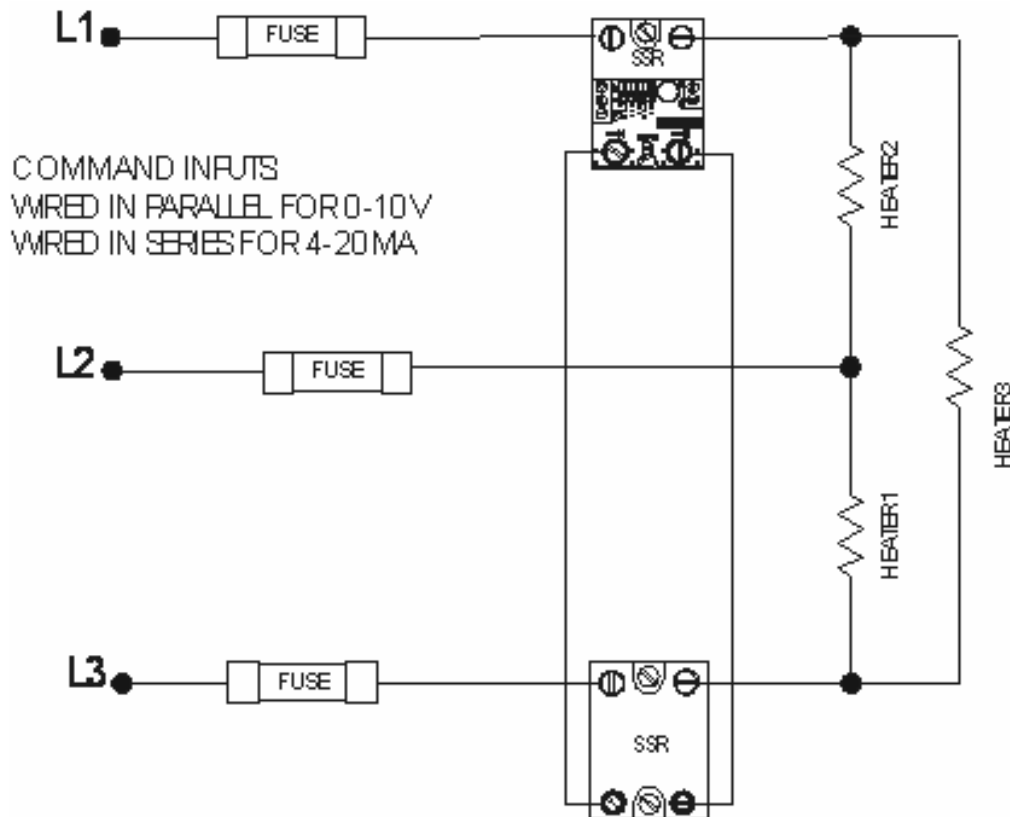 L1
FUSE
SSR
COMMAND INPUTS
WIRED IN PARALLEL FOR 0-10V
WIRED IN SERIES FOR 4-20 MA
HEATER2
L2
FUSE
HEATER3
HEATER1
L3
FUSE
SSR